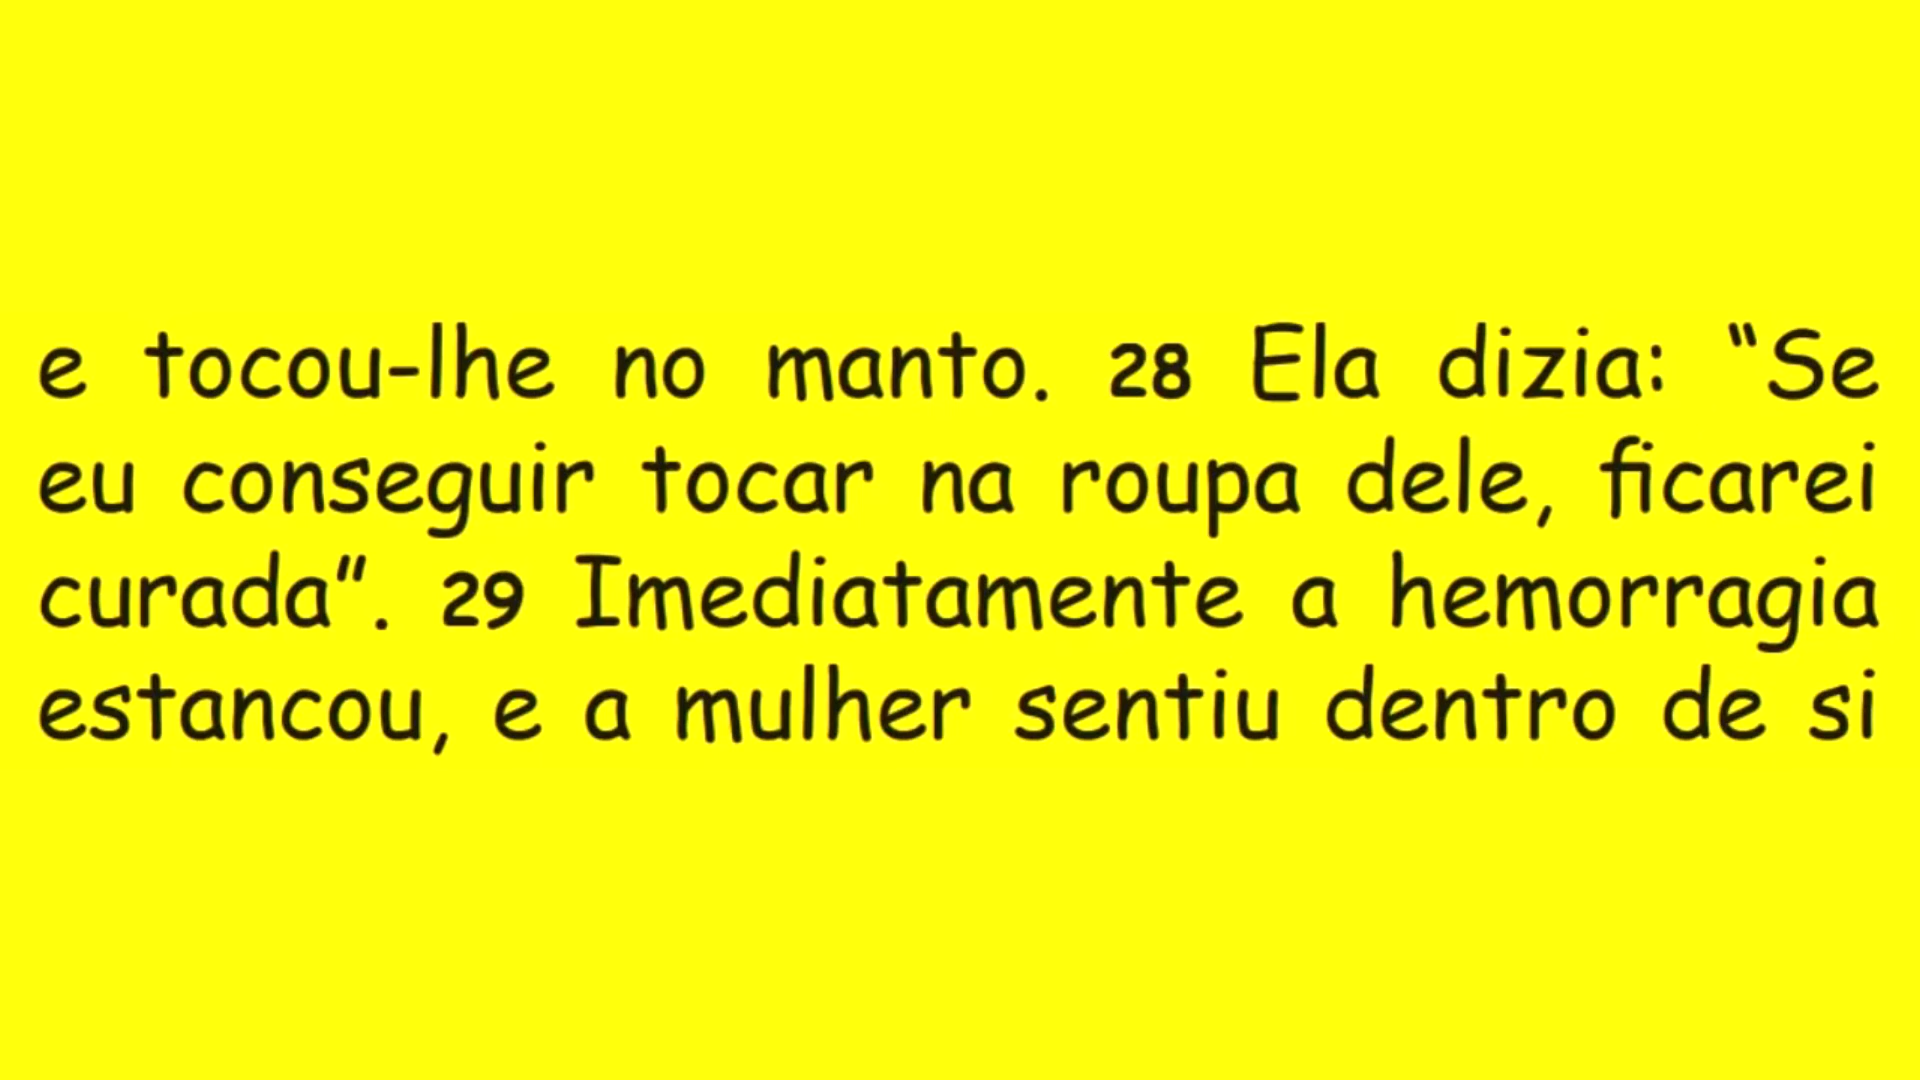 e tocou-lhe no manto. 28 Ela dizia: “Se
eu conseguir tocar na roupa dele, ficarei
curada”. 29 Imediatamente a hemorragia
estancou, e a mulher sentiu dentro de si